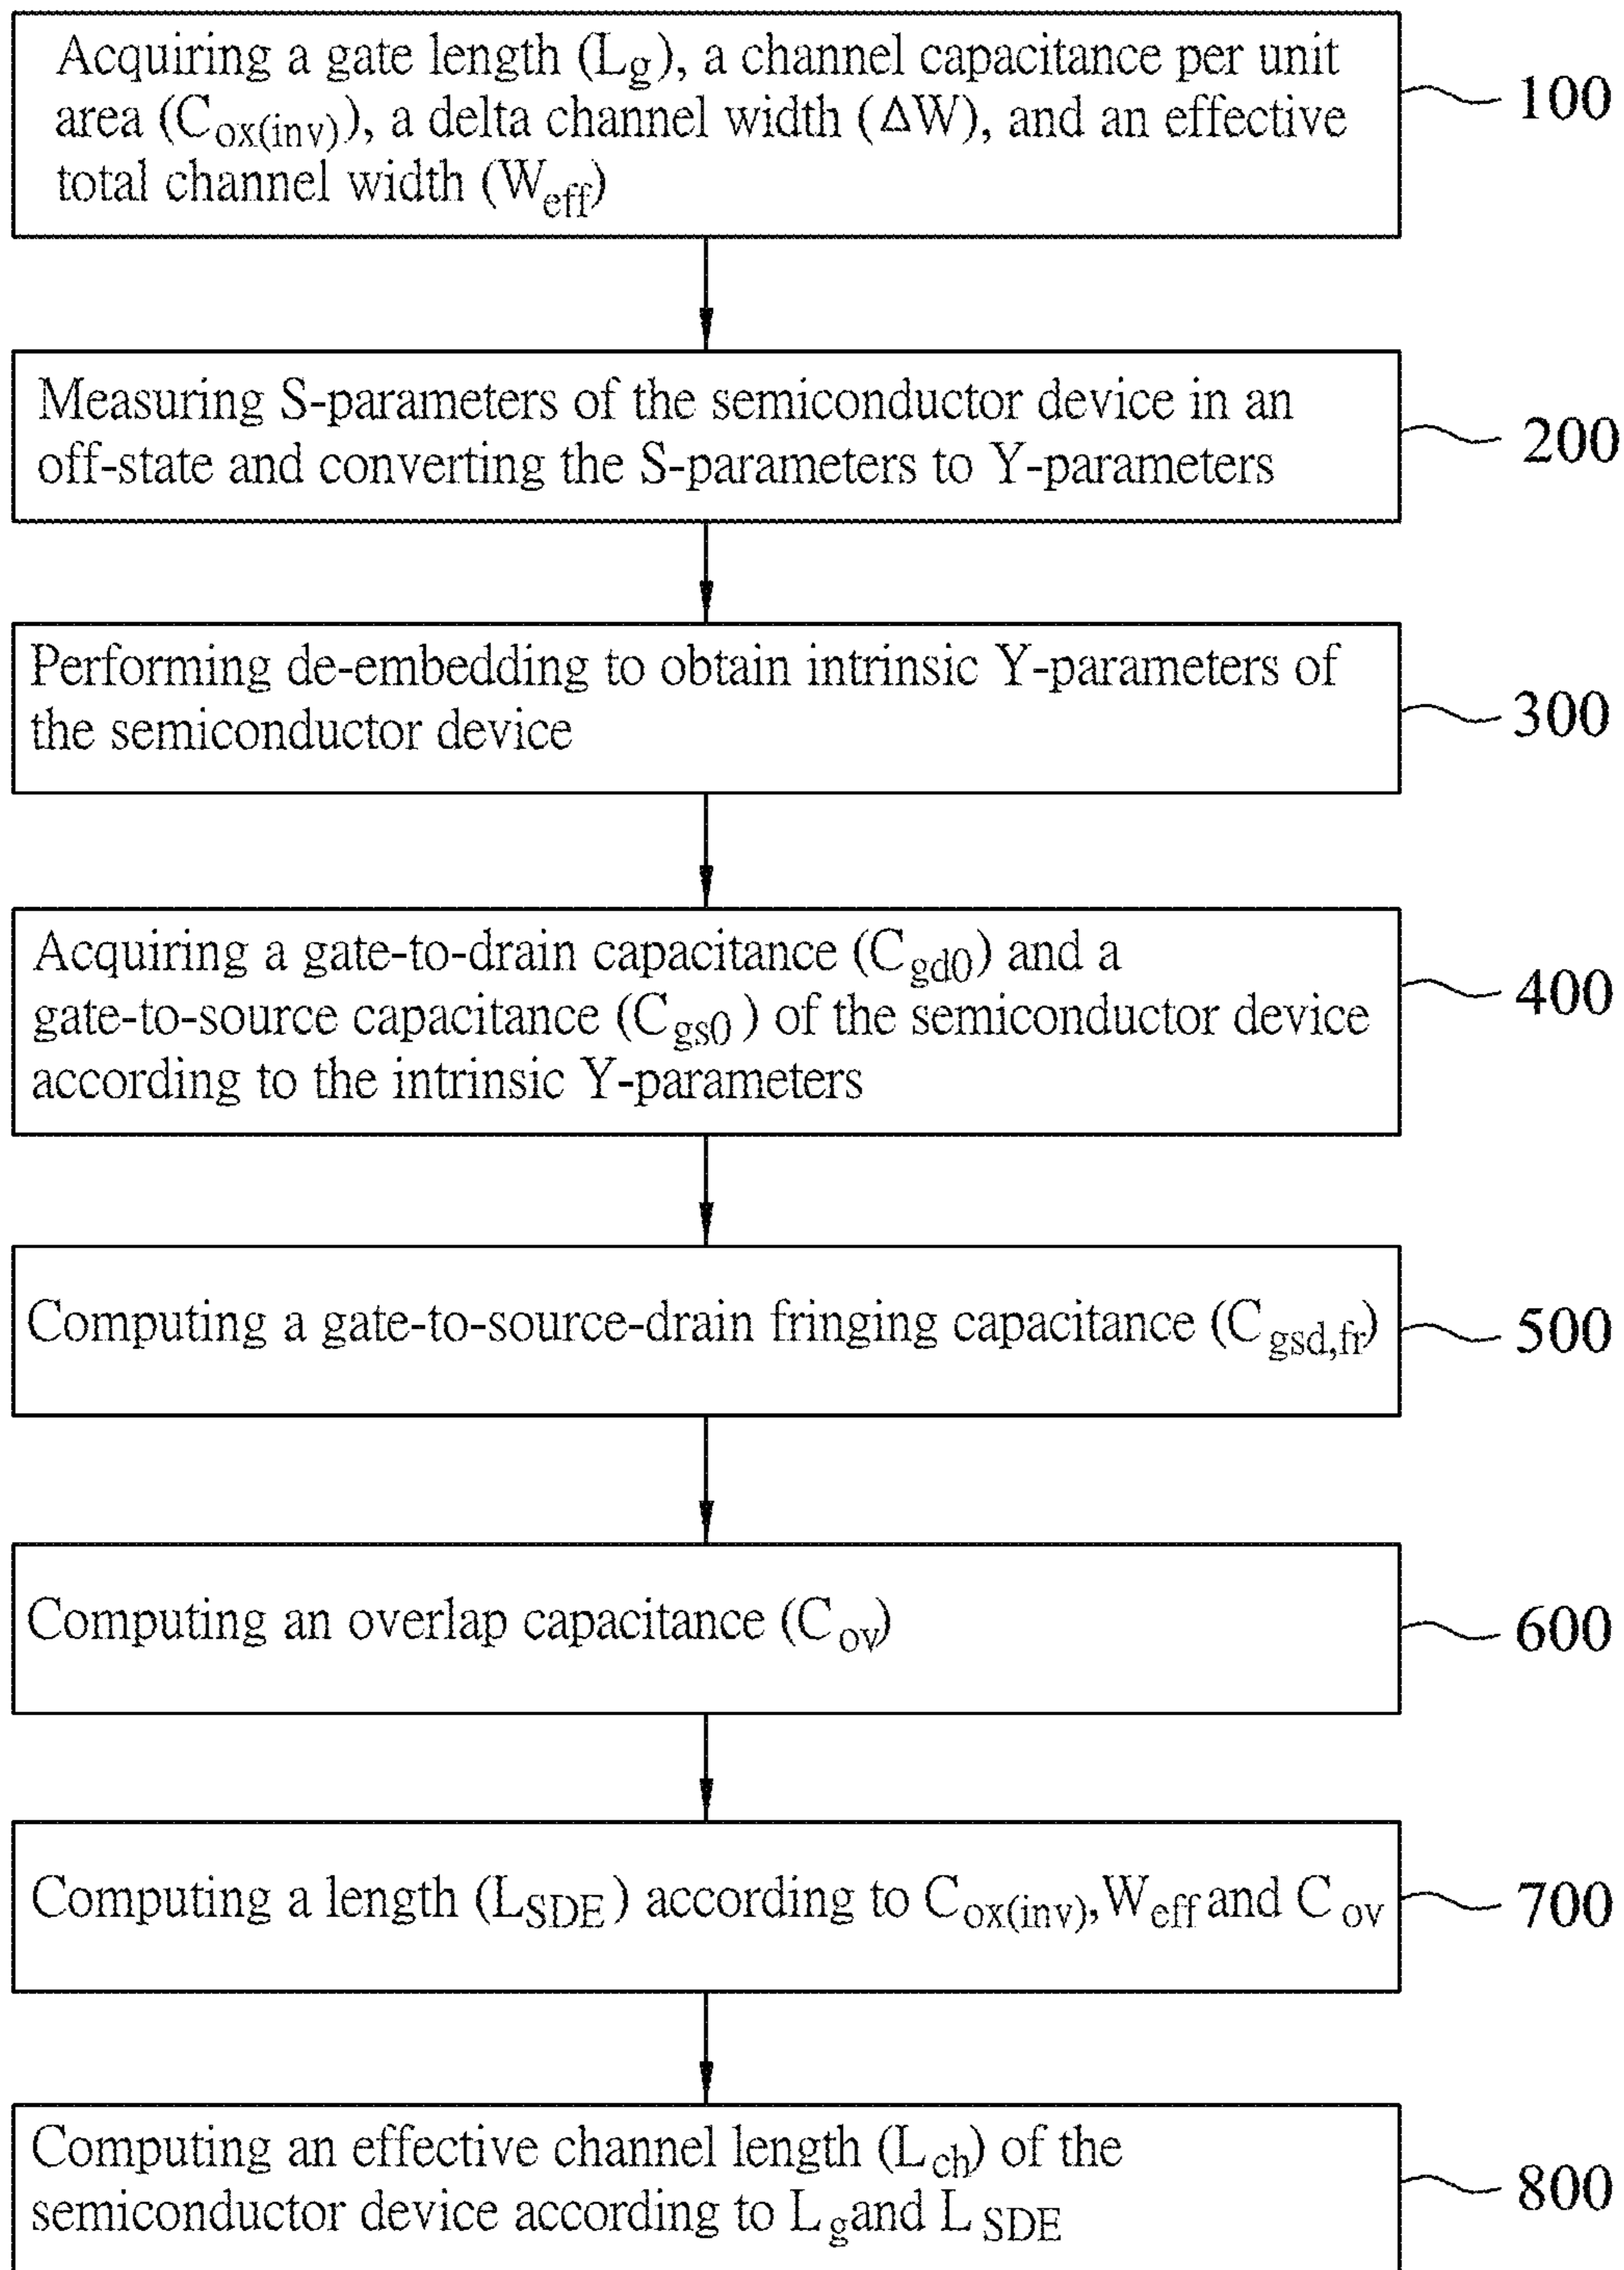 Acquiring a gate length (Lg), a channel capacitance per unit
area (Cox(inv)), a delta channel width (ΔW), and an effective
total channel width (Weff)
100
Measuring S-parameters of the semiconductor device in an
off-state and converting the S-parameters to Y-parameters
200
Performing de-embedding to obtain intrinsic Y-parameters of
the semiconductor device
300
Acquiring a gate-to-drain capacitance (Cgd0) and a
gate-to-source capacitance (Cgs0) of the semiconductor device
according to the intrinsic Y-parameters
400
Computing a gate-to-source-drain fringing capacitance (Cgsd,fr)
500
Computing an overlap capacitance (Cov)
600
Computing a length (LSDE) according to Cox(inv),Weff and Cov
700
Computing an effective channel length (Lch) of the
semiconductor device according to Lg and LSDE
800